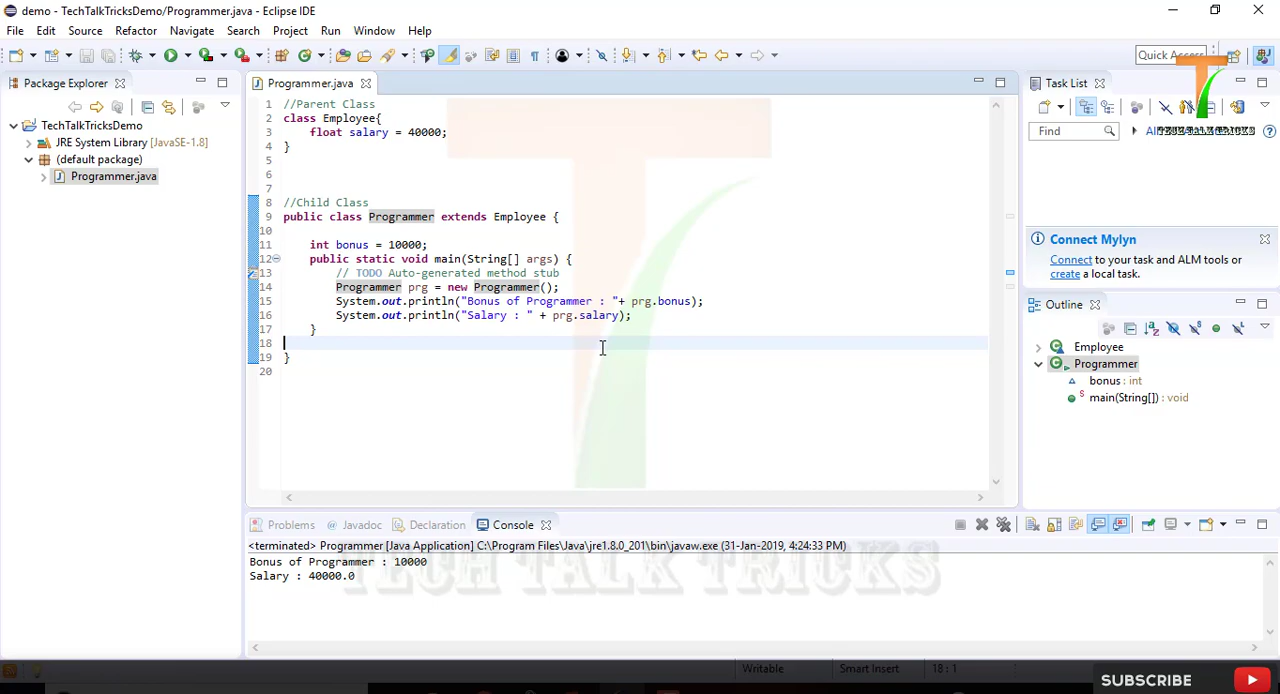 demo - TechTalkTricksDemo/Programmer.java - Eclipse IDE
File Edit Source Refactor Navigate Search Project Run Window Help
Quick Access
Package Explorer
TechTalkTricksDemo
JRE System Library [JavaSE-1.8]
(default package)
Programmer.java
Programmer.java
1 //Parent Class
2 class Employee{
3 float salary = 40000;
4 }
5
6
7
8 //Child Class
9 public class Programmer extends Employee {
10
11 int bonus = 10000;
12 public static void main(String[] args) {
13 // TODO Auto-generated method stub
14 Programmer prg = new Programmer();
15 System.out.println("Bonus of Programmer : "+ prg.bonus);
16 System.out.println("Salary : " + prg.salary);
17 }
18
19 }
20
Task List
Find
TECH TALK TRICKS
Connect Mylyn
Connect to your task and ALM tools or
create a local task.
Outline
Employee
Programmer
bonus : int
main(String[]) : void
Problems @ Javadoc Declaration Console
<terminated> Programmer [Java Application] C:\Program Files\Java\jre1.8.0_201\bin\javaw.exe (31-Jan-2019, 4:24:33 PM)
Bonus of Programmer : 10000
Salary : 40000.0
TECH TALK TRICKS
Writable Smart Insert 18 : 1
SUBSCRIBE